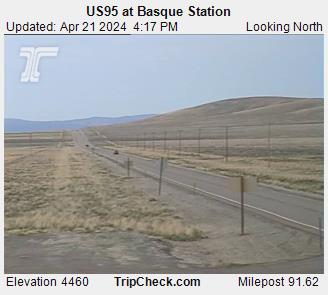 US95 at Basque Station
Updated: Apr 21 2024 4:17 PM Looking North
Elevation 4460 TripCheck.com Milepost 91.62